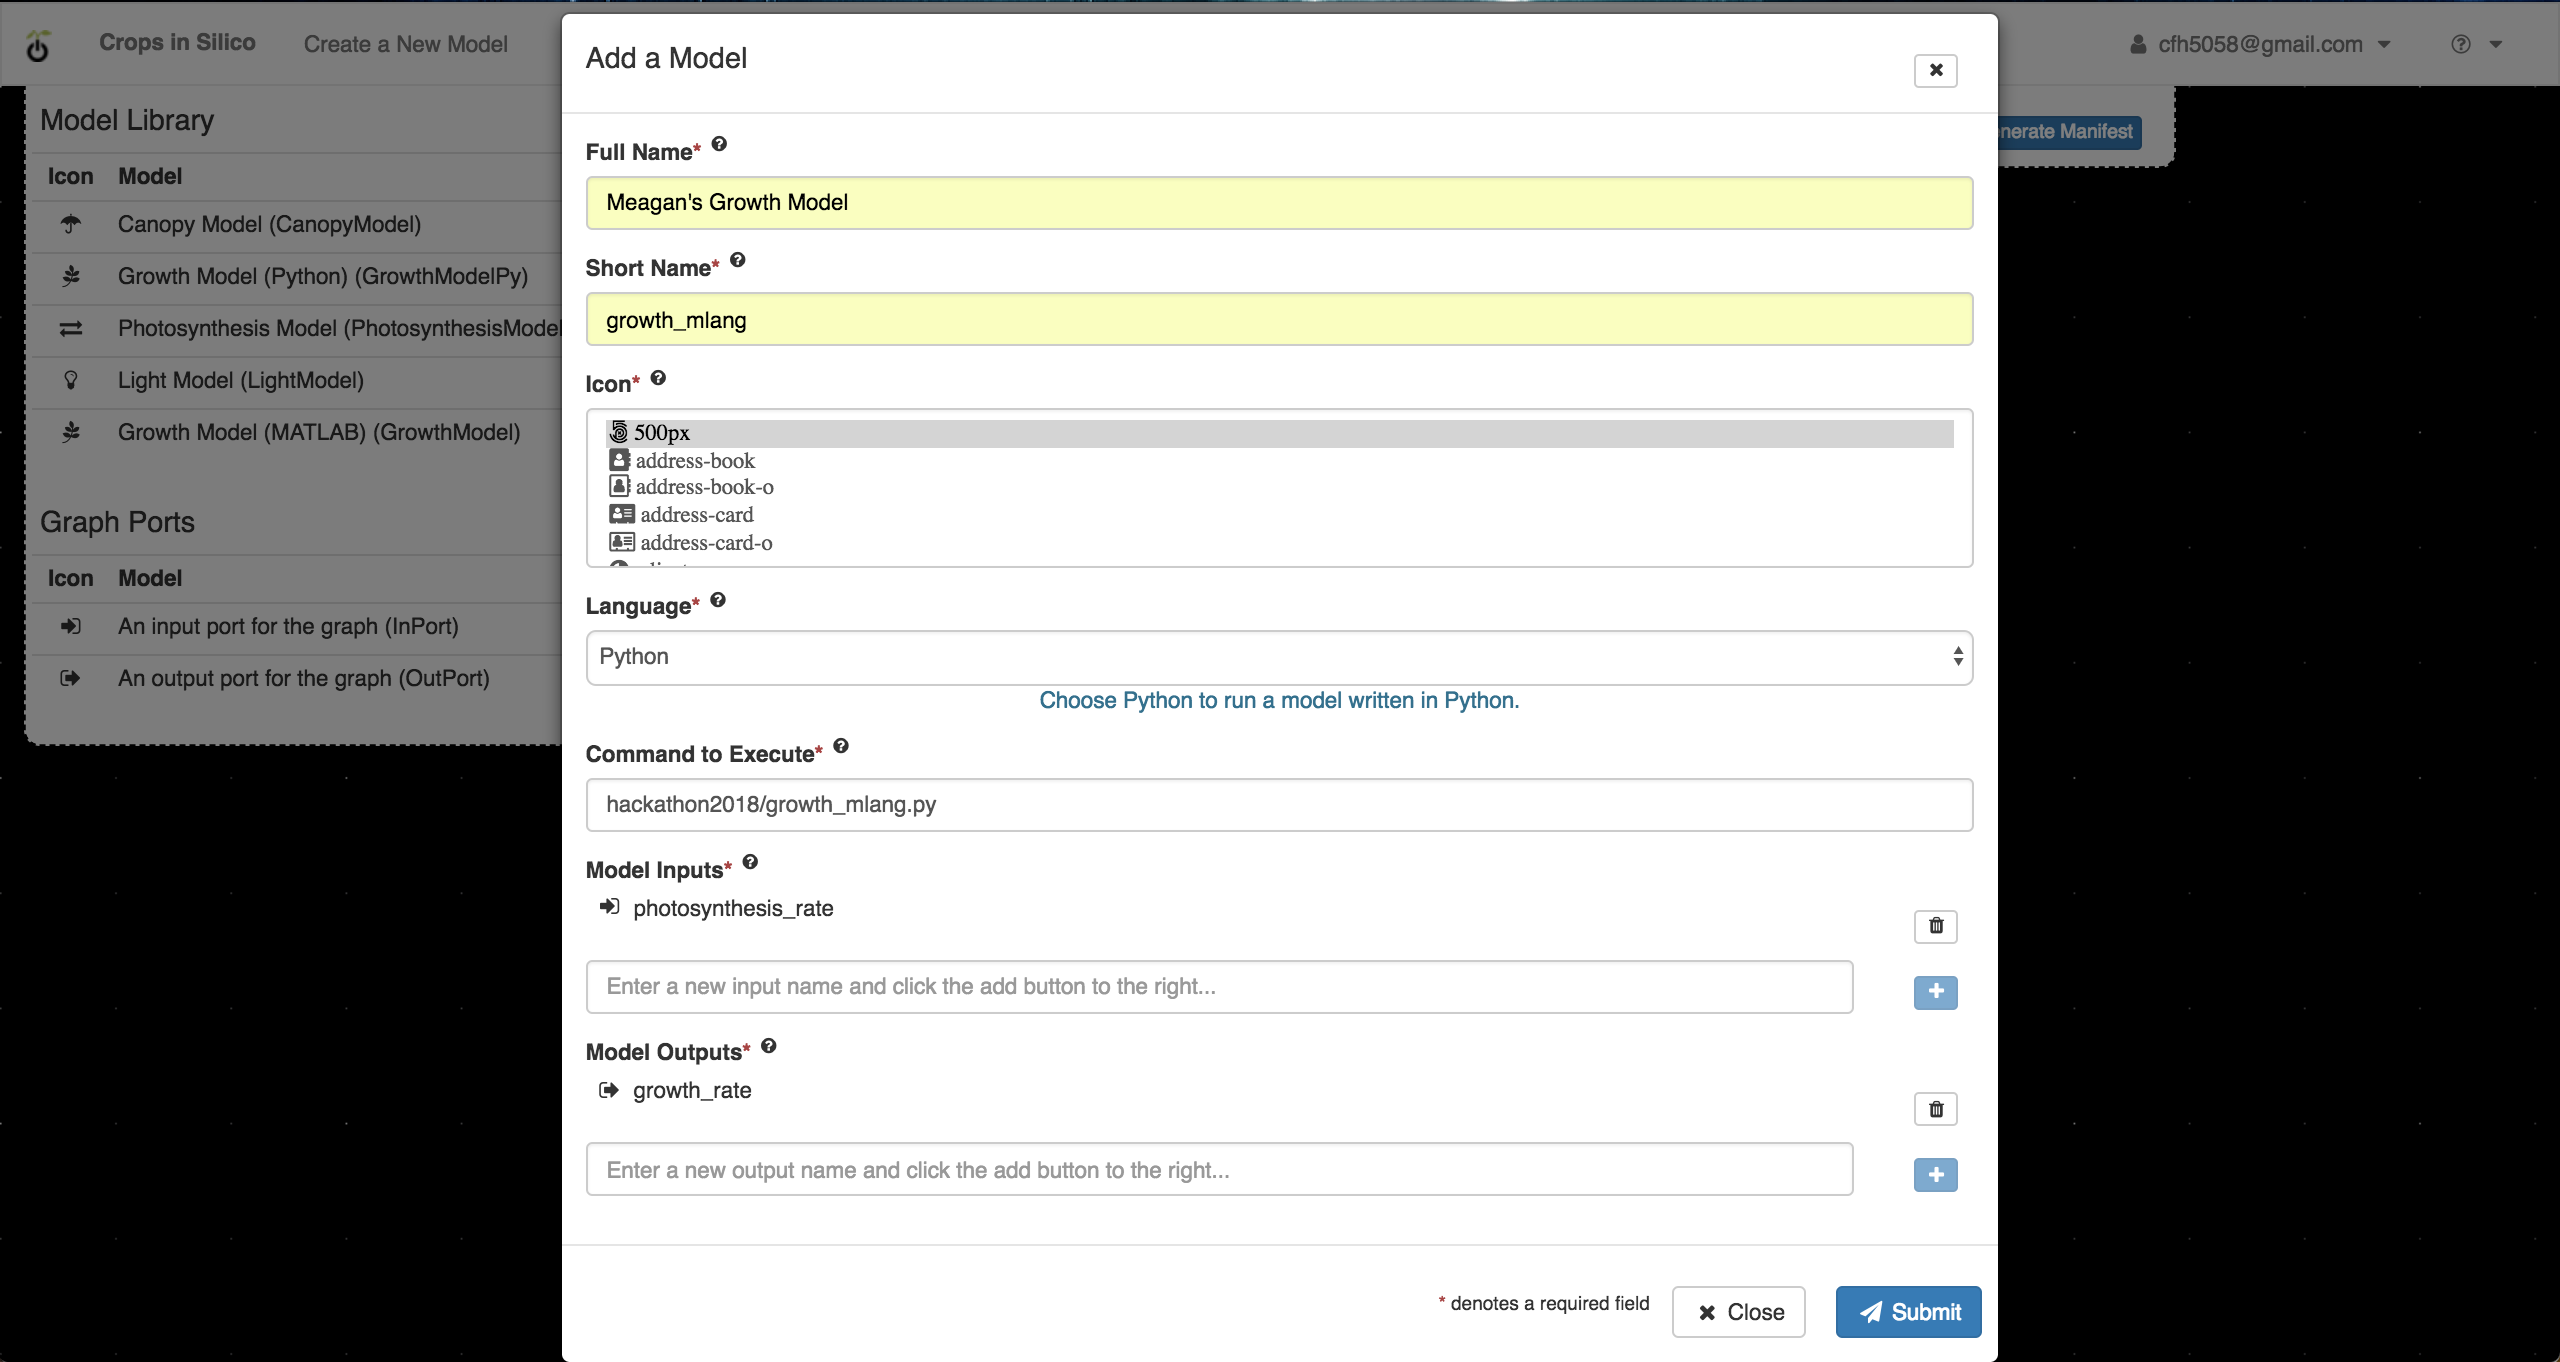 Crops in Silico
Create a New Model
cfh5058@gmail.com
Model Library
Icon Model
Canopy Model (CanopyModel)
Growth Model (Python) (GrowthModelPy)
Photosynthesis Model (PhotosynthesisModel
Light Model (LightModel)
Growth Model (MATLAB) (GrowthModel)
Graph Ports
Icon Model
An input port for the graph (InPort)
An output port for the graph (OutPort)
Manifest
Add a Model
Full Name*
Meagan's Growth Model
Short Name*
growth_mlang
Icon*
500px
address-book
address-book-o
address-card
address-card-o
Language*
Python
Choose Python to run a model written in Python.
Command to Execute*
hackathon2018/growth_mlang.py
Model Inputs*
photosynthesis_rate
Enter a new input name and click the add button to the right...
Model Outputs*
growth_rate
Enter a new output name and click the add button to the right...
* denotes a required field
Close
Submit